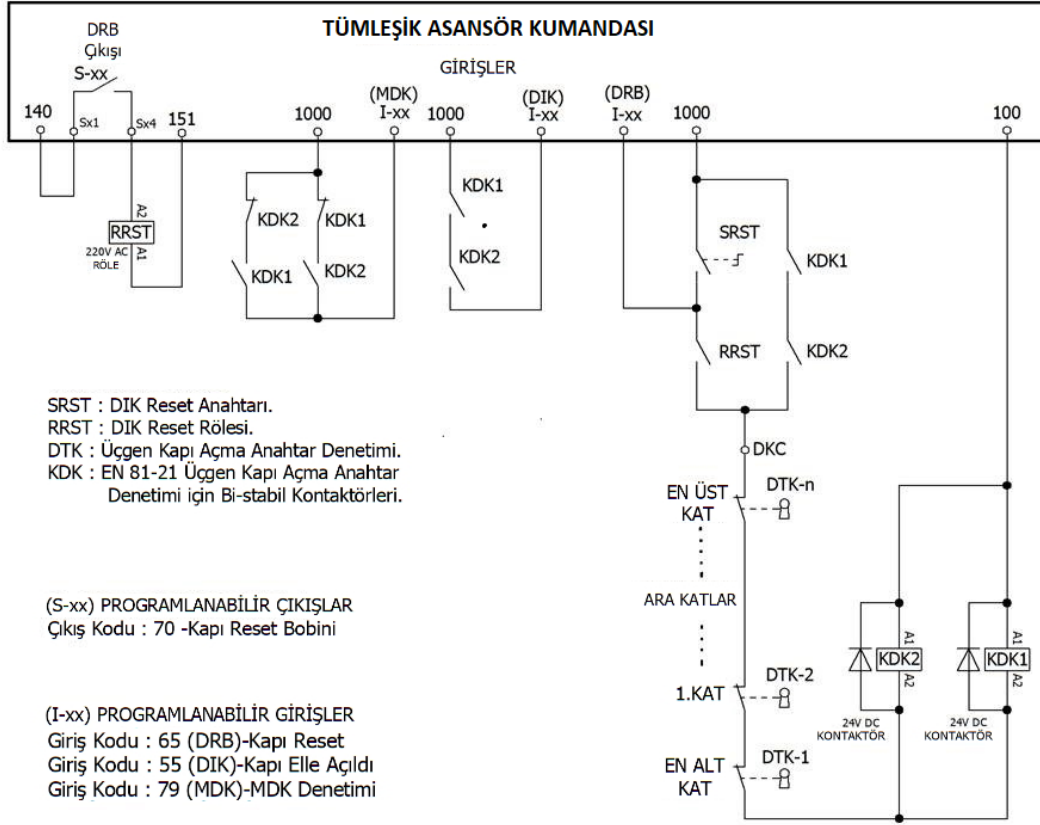 TÜMLEŞİK ASANSÖR KUMANDASI
DRB
Çıkışı
S-xx
GİRİŞLER
140
Sx1
Sx4
151
1000
(MDK)
I-xx
1000
(DIK)
I-xx
(DRB)
I-xx
1000
100
A2
RRST
A1
220V AC
RÖLE
KDK2
KDK1
KDK1
KDK2
KDK1
KDK2
SRST
KDK1
RRST
KDK2
DKC
SRST : DIK Reset Anahtarı.
RRST : DIK Reset Rölesi.
DTK : Üçgen Kapı Açma Anahtar Denetimi.
KDK : EN 81-21 Üçgen Kapı Açma Anahtar
Denetimi için Bi-stabil Kontaktörleri.
EN ÜST
KAT
DTK-n
ARA KATLAR
(S-xx) PROGRAMLANABİLİR ÇIKIŞLAR
Çıkış Kodu : 70 -Kapı Reset Bobini
1.KAT
DTK-2
A1
KDK2
A2
24V DC
KONTAKTÖR
A1
KDK1
A2
24V DC
KONTAKTÖR
(I-xx) PROGRAMLANABİLİR GİRİŞLER
Giriş Kodu : 65 (DRB)-Kapı Reset
Giriş Kodu : 55 (DIK)-Kapı Elle Açıldı
Giriş Kodu : 79 (MDK)-MDK Denetimi
EN ALT
KAT
DTK-1